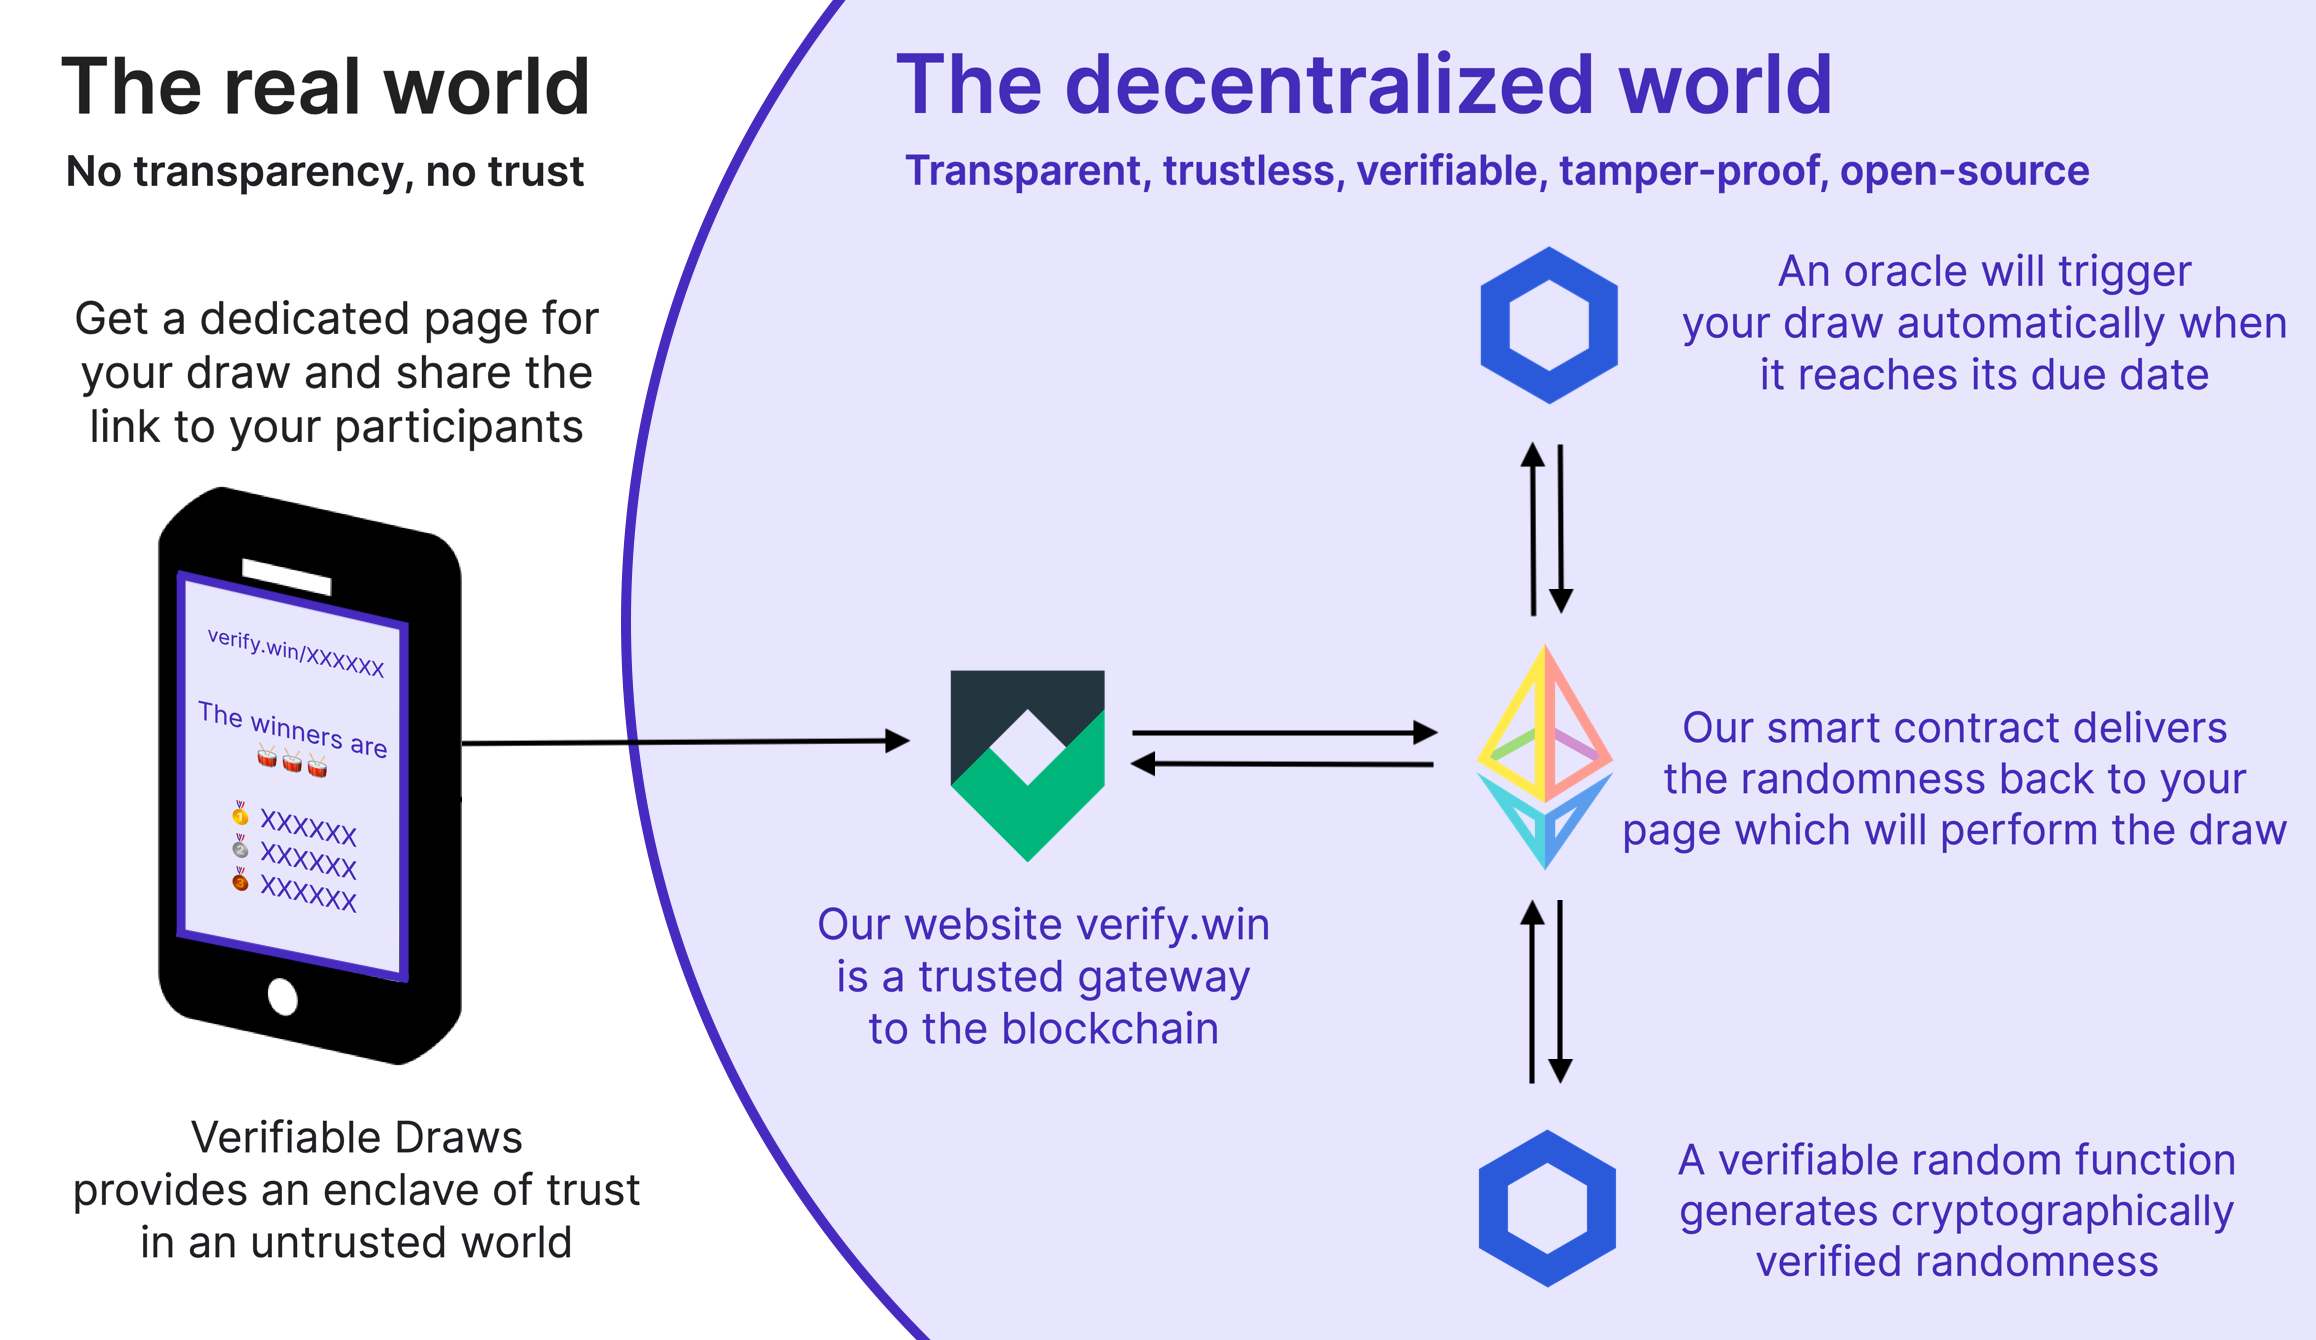 The real world
No transparency, no trust
Get a dedicated page for
your draw and share the
link to your participants
verify.win/XXXXXX
The winners are
🥁🥁🥁
🥇 XXXXXX
🥈 XXXXXX
🥉 XXXXXX
Verifiable Draws
provides an enclave of trust
in an untrusted world
The decentralized world
Transparent, trustless, verifiable, tamper-proof, open-source
An oracle will trigger
your draw automatically when
it reaches its due date
Our website verify.win
is a trusted gateway
to the blockchain
Our smart contract delivers
the randomness back to your
page which will perform the draw
A verifiable random function
generates cryptographically
verified randomness